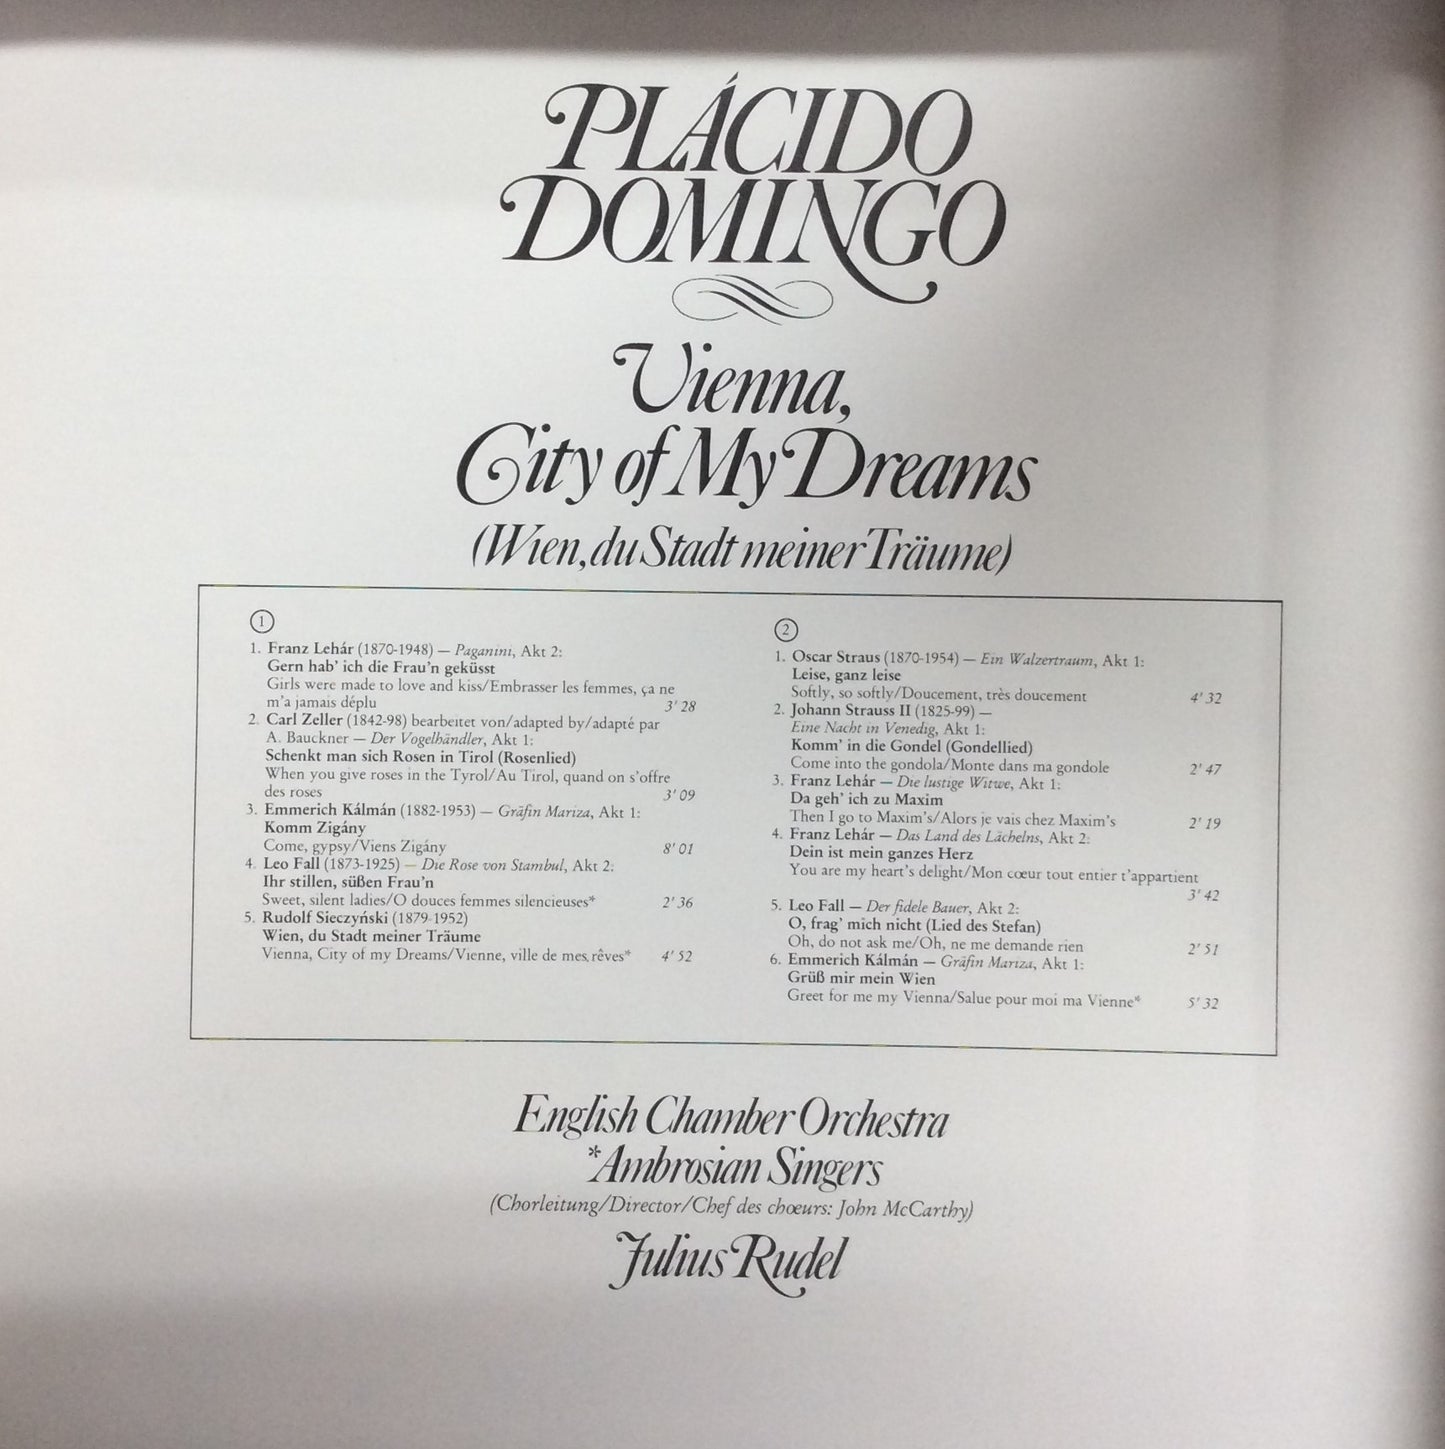 PLÁCIDO
DOMINGO
Vienna,
City of My Dreams
(Wien, du Stadt meiner Träume)
1
1. Franz Lehár (1870-1948) — Paganini, Akt 2:
Gern hab' ich die Frau'n geküsst
Girls were made to love and kiss/Embrasser les femmes, ça ne
m'a jamais déplu 3' 28
2. Carl Zeller (1842-98) bearbeitet von/adapted by/adapté par
A. Bauckner — Der Vogelhändler, Akt 1:
Schenkt man sich Rosen in Tirol (Rosenlied)
When you give roses in the Tyrol/Au Tirol, quand on s'offre
des roses 3' 09
3. Emmerich Kálmán (1882-1953) — Gräfin Mariza, Akt 1:
Komm Zigány
Come, gypsy/Viens Zigány 8' 01
4. Leo Fall (1873-1925) — Die Rose von Stambul, Akt 2:
Ihr stillen, süßen Frau'n
Sweet, silent ladies/O douces femmes silencieuses* 2' 36
5. Rudolf Sieczyński (1879-1952)
Wien, du Stadt meiner Träume
Vienna, City of my Dreams/Vienne, ville de mes rêves* 4' 52
2
1. Oscar Straus (1870-1954) — Ein Walzertraum, Akt 1:
Leise, ganz leise
Softly, so softly/Doucement, très doucement 4' 32
2. Johann Strauss II (1825-99) —
Eine Nacht in Venedig, Akt 1:
Komm' in die Gondel (Gondellied)
Come into the gondola/Monte dans ma gondole 2' 47
3. Franz Lehár — Die lustige Witwe, Akt 1:
Da geh' ich zu Maxim
Then I go to Maxim's/Alors je vais chez Maxim's 2' 19
4. Franz Lehár — Das Land des Lächelns, Akt 2:
Dein ist mein ganzes Herz
You are my heart's delight/Mon cœur tout entier t'appartient
3' 42
5. Leo Fall — Der fidele Bauer, Akt 2:
O, frag' mich nicht (Lied des Stefan)
Oh, do not ask me/Oh, ne me demande rien 2' 51
6. Emmerich Kálmán — Gräfin Mariza, Akt 1:
Grüß mir mein Wien
Greet for me my Vienna/Salue pour moi ma Vienne* 5' 32
English Chamber Orchestra
*Ambrosian Singers
(Chorleitung/Director/Chef des chœurs: John McCarthy)
Julius Rudel